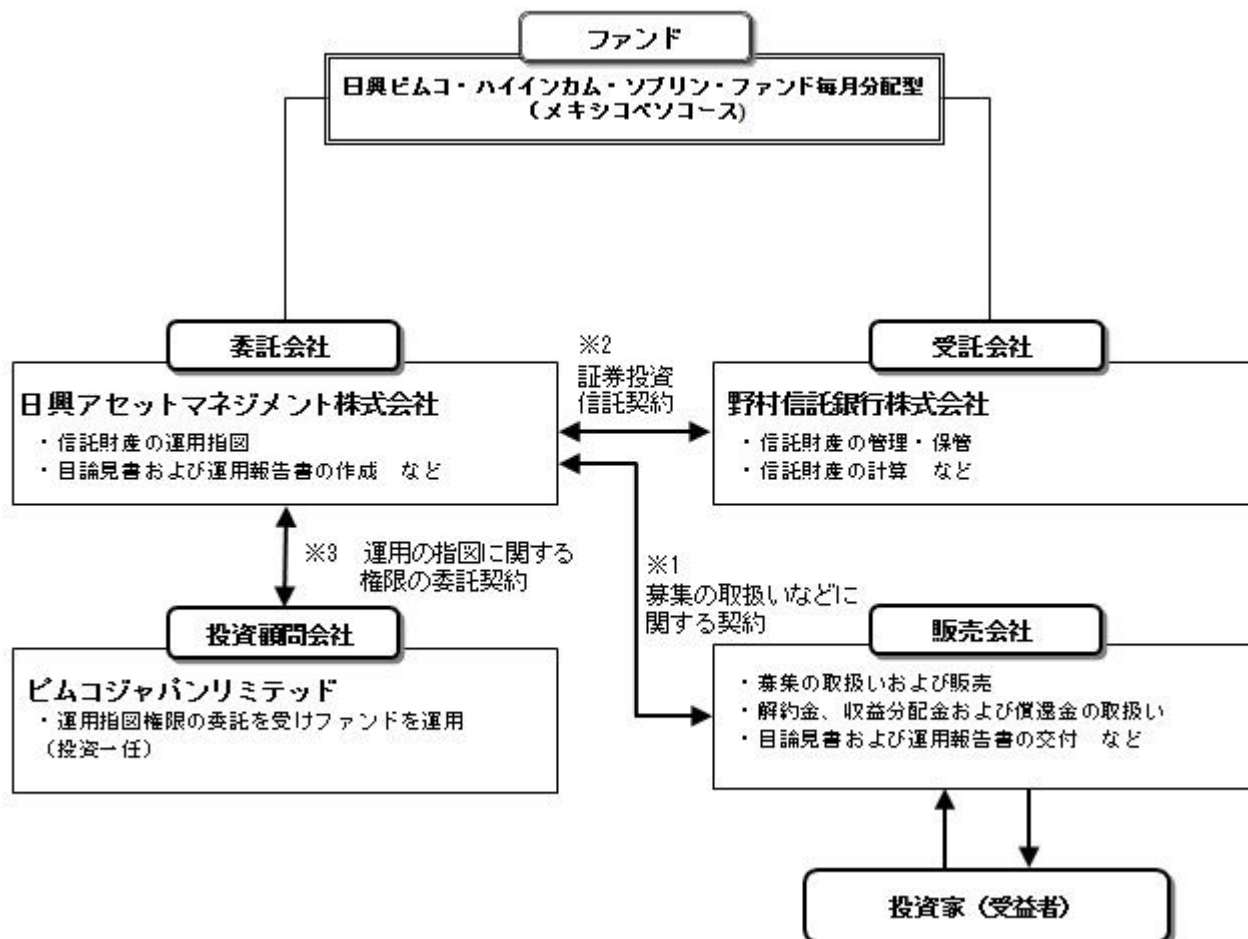 ファンド
日興ピムコ・ハイインカム・ソブリン・ファンド毎月分配型
（メキシコペソコース）
委託会社
日興アセットマネジメント株式会社
・信託財産の運用指図
・目論見書および運用報告書の作成　など
※2
証券投資
信託契約
受託会社
野村信託銀行株式会社
・信託財産の管理・保管
・信託財産の計算　など
※3　運用の指図に関する
権限の委託契約
※1
募集の取扱いなどに
関する契約
投資顧問会社
ピムコジャパンリミテッド
・運用指図権限の委託を受けファンドを運用
（投資一任）
販売会社
・募集の取扱いおよび販売
・解約金、収益分配金および償還金の取扱い
・目論見書および運用報告書の交付　など
投資家（受益者）